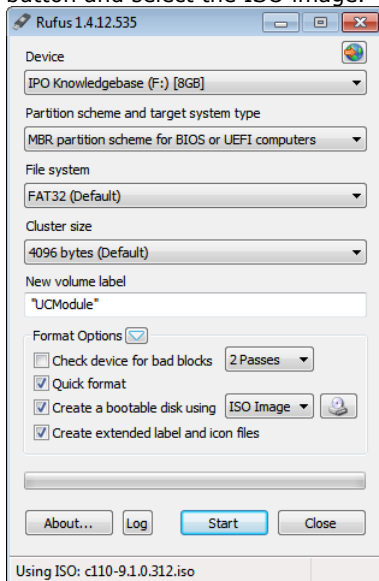 button and select the ISO image.
Rufus 1.4.12.535
Device
IPO Knowledgebase (F:) [8GB]
Partition scheme and target system type
MBR partition scheme for BIOS or UEFI computers
File system
FAT32 (Default)
Cluster size
4096 bytes (Default)
New volume label
"UCModule"
Format Options
Check device for bad blocks 2 Passes
Quick format
Create a bootable disk using ISO Image
Create extended label and icon files
About... Log Start Close
Using ISO: c110-9.1.0.312.iso